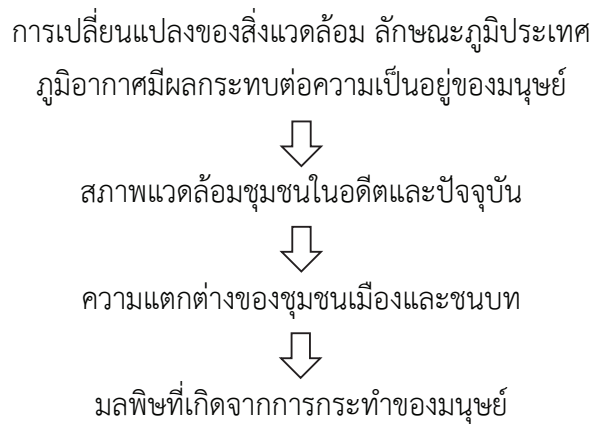 การเปลี่ยนแปลงของสิ่งแวดล้อม ลักษณะภูมิประเทศ
ภูมิอากาศมีผลกระทบต่อความเป็นอยู่ของมนุษย์
สภาพแวดล้อมชุมชนในอดีตและปัจจุบัน
ความแตกต่างของชุมชนเมืองและชนบท
มลพิษที่เกิดจากการกระทำของมนุษย์